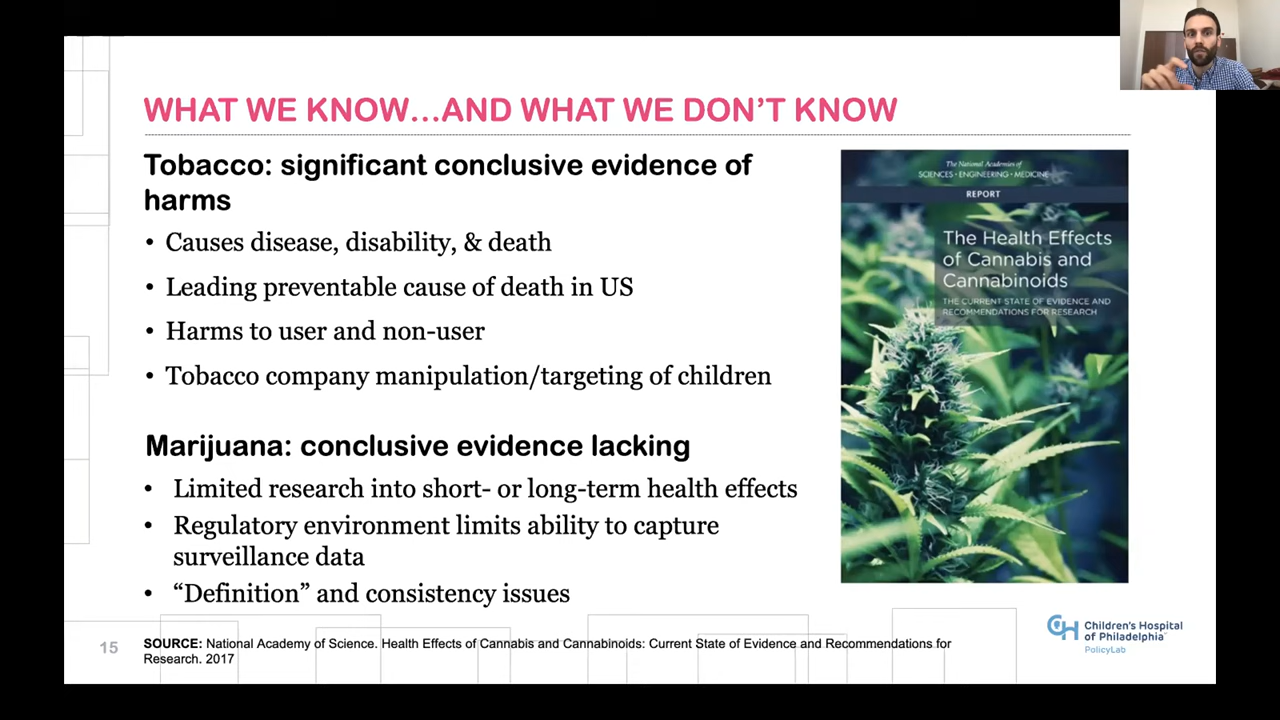 WHAT WE KNOW...AND WHAT WE DON'T KNOW
Tobacco: significant conclusive evidence of
harms
• Causes disease, disability, & death
• Leading preventable cause of death in US
• Harms to user and non-user
• Tobacco company manipulation/targeting of children
Marijuana: conclusive evidence lacking
• Limited research into short- or long-term health effects
• Regulatory environment limits ability to capture
surveillance data
• “Definition” and consistency issues
The National Academies of
SCIENCES • ENGINEERING • MEDICINE
REPORT
The Health Effects
of Cannabis and
Cannabinoids
THE CURRENT STATE OF EVIDENCE AND
RECOMMENDATIONS FOR RESEARCH
15
SOURCE: National Academy of Science. Health Effects of Cannabis and Cannabinoids: Current State of Evidence and Recommendations for
Research. 2017
CH Children's Hospital
of Philadelphia
PolicyLab